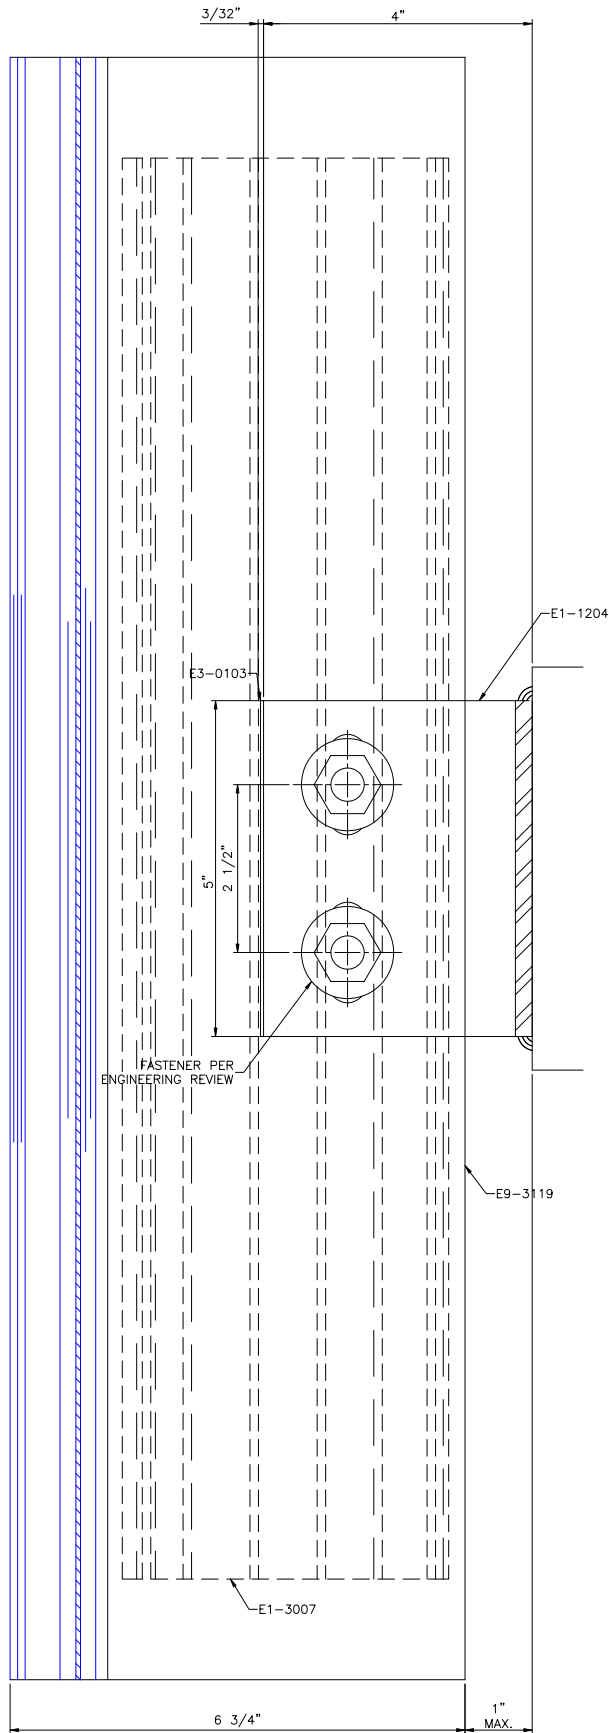 3/32"
4"
E1-1204
E3-0103
2 1/2"
5"
FASTENER PER
ENGINEERING REVIEW
E9-3119
E1-3007
6 3/4"
1"
MAX.